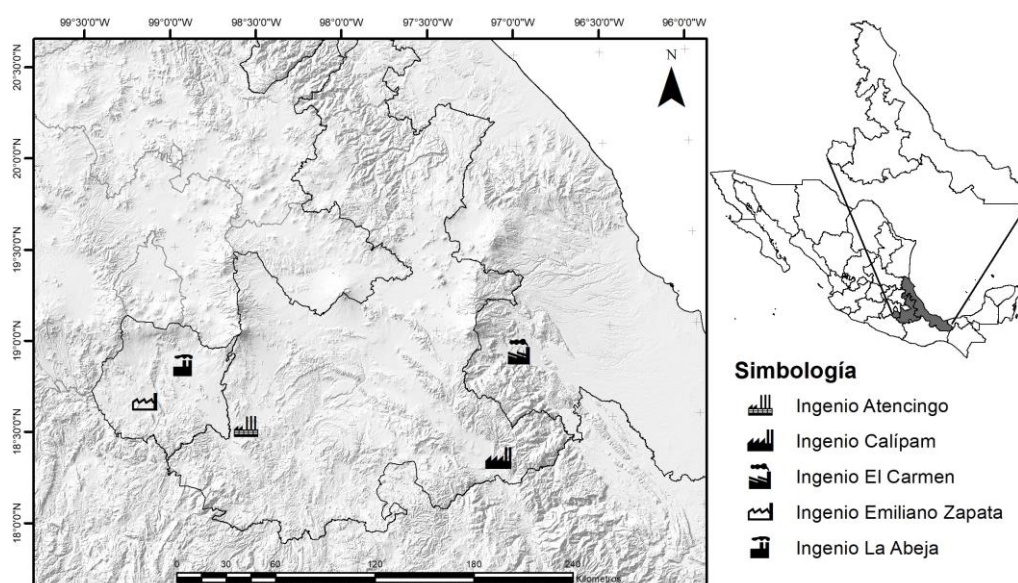 99°30'0"W 99°0'0"W 98°30'0"W 98°0'0"W 97°30'0"W 97°0'0"W 96°30'0"W 96°0'0"W
20°30'0"N
20°0'0"N
19°30'0"N
19°0'0"N
18°30'0"N
18°0'0"N
N
0 30 60 120 180 240
Kilometros
Simbología
Ingenio Atencingo
Ingenio Calípam
Ingenio El Carmen
Ingenio Emiliano Zapata
Ingenio La Abeja